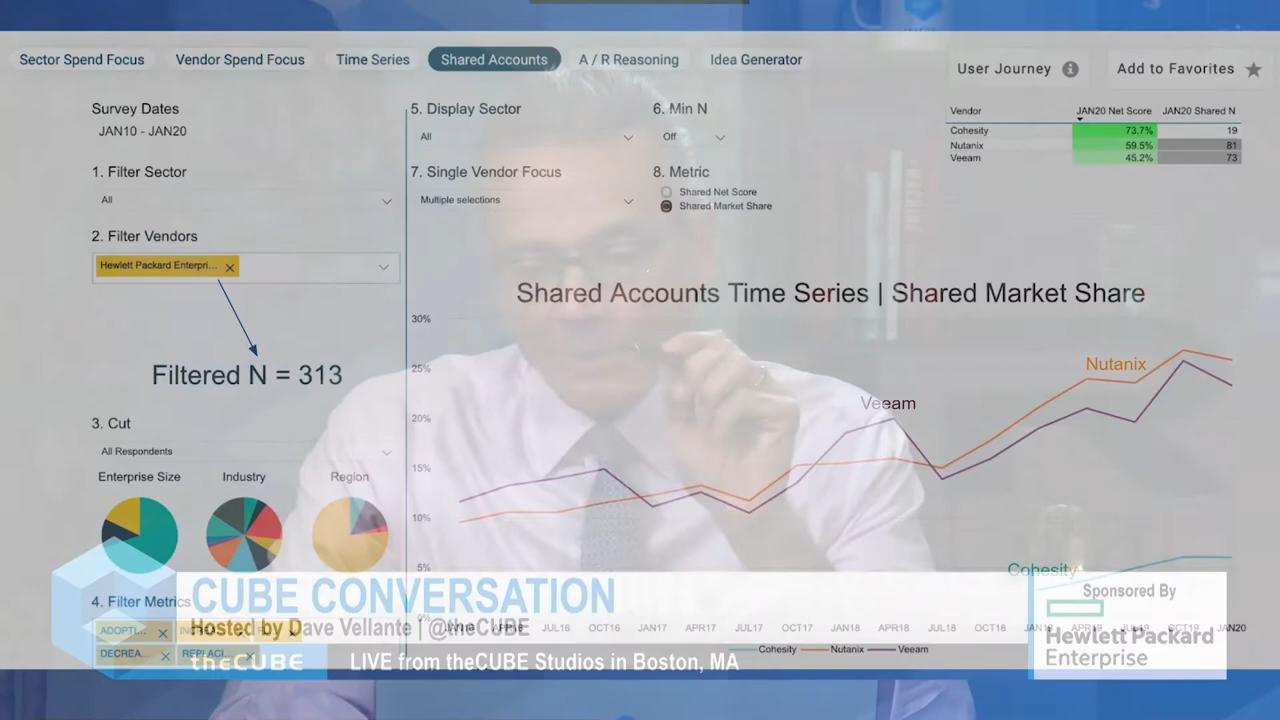 Sector Spend Focus
Vendor Spend Focus
Time Series
Shared Accounts
A / R Reasoning
Idea Generator
User Journey
Add to Favorites
Survey Dates
JAN10 - JAN20
1. Filter Sector
All
2. Filter Vendors
Hewlett Packard Enterpri...
Filtered N = 313
3. Cut
All Respondents
Enterprise Size
Industry
Region
4. Filter Metrics
ADOPTI...
DECREA...
REPLACI...
5. Display Sector
All
6. Min N
Off
7. Single Vendor Focus
Multiple selections
8. Metric
Shared Net Score
Shared Market Share
Vendor JAN20 Net Score JAN20 Shared N
Cohesity 73.7% 19
Nutanix 59.5% 81
Veeam 45.2% 73
Shared Accounts Time Series | Shared Market Share
30%
25%
20%
15%
10%
5%
Nutanix
Veeam
Cohesity
JUL16 OCT16 JAN17 APR17 JUL17 OCT17 JAN18 APR18 JUL18 OCT18 JAN20
Cohesity Nutanix Veeam
CUBE CONVERSATION
Hosted by Dave Vellante | @theCUBE
theCUBE
LIVE from theCUBE Studios in Boston, MA
Sponsored By
Hewlett Packard
Enterprise